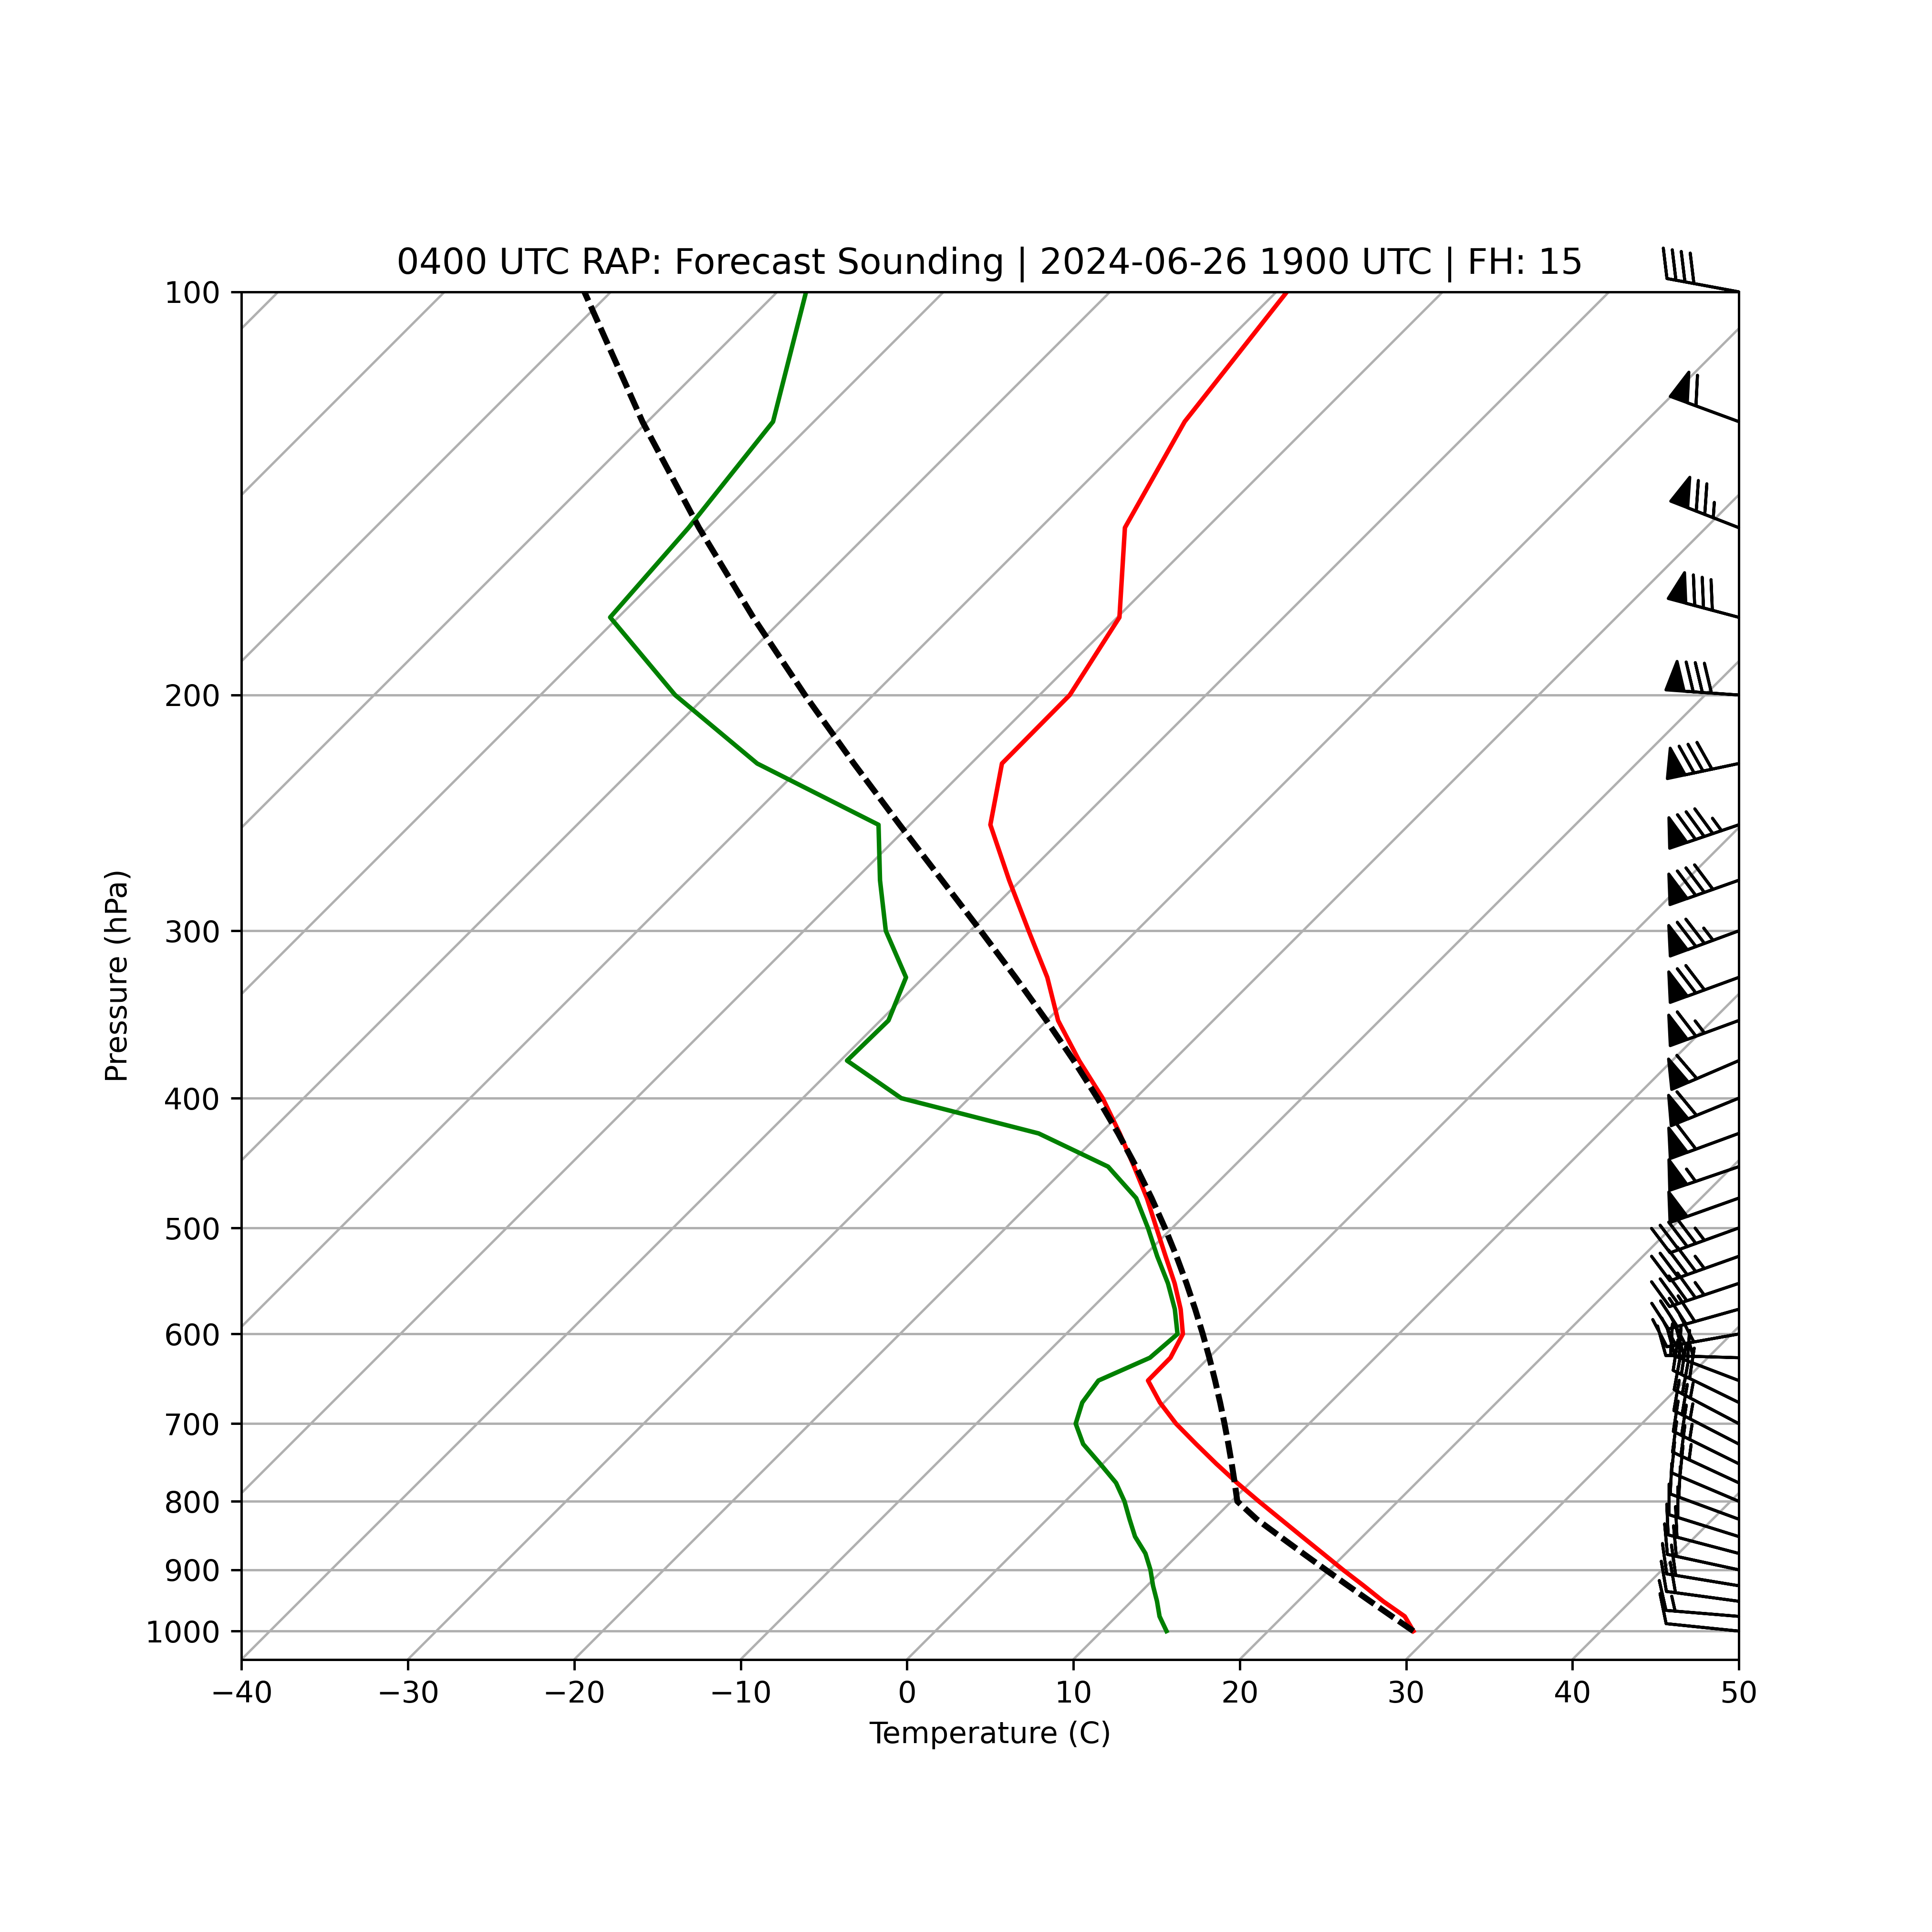 0400 UTC RAP: Forecast Sounding | 2024-06-26 1900 UTC | FH: 15
100
200
300
400
500
600
700
800
900
1000
Pressure (hPa)
−40 −30 −20 −10 0 10 20 30 40 50
Temperature (C)